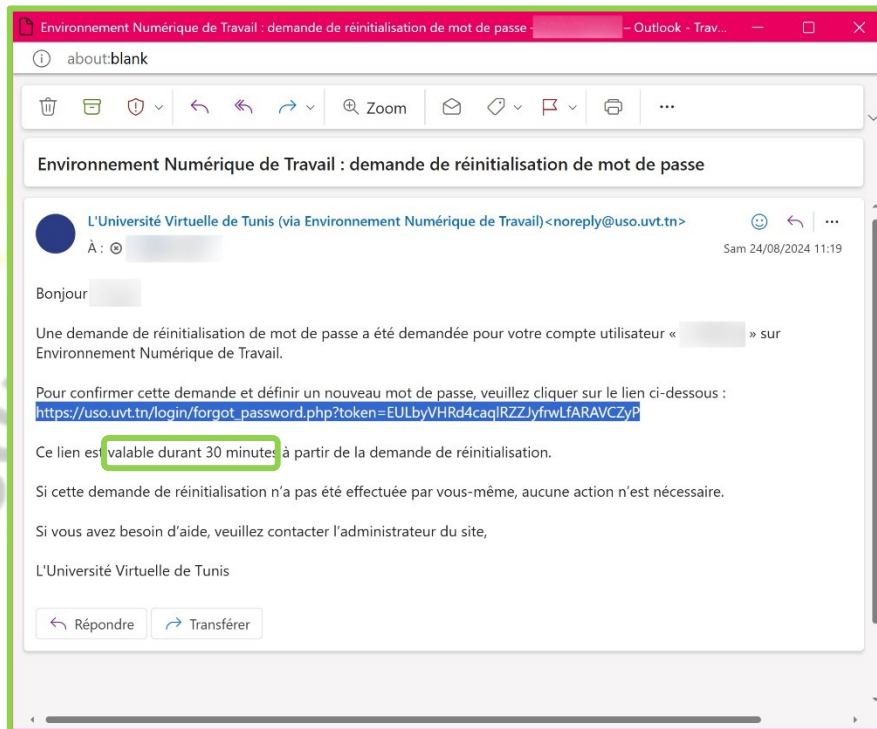 Environnement Numérique de Travail : demande de réinitialisation de mot de passe - – Outlook - Trav...
about:blank
Zoom
Environnement Numérique de Travail : demande de réinitialisation de mot de passe
L'Université Virtuelle de Tunis (via Environnement Numérique de Travail)<noreply@uso.uvt.tn>
À :
Sam 24/08/2024 11:19
Bonjour
Une demande de réinitialisation de mot de passe a été demandée pour votre compte utilisateur « » sur
Environnement Numérique de Travail.
Pour confirmer cette demande et définir un nouveau mot de passe, veuillez cliquer sur le lien ci-dessous :
https://uso.uvt.tn/login/forgot_password.php?token=EULbyVHRd4caqlRZZJyfrwLfARAVCZyP
Ce lien est valable durant 30 minutes à partir de la demande de réinitialisation.
Si cette demande de réinitialisation n'a pas été effectuée par vous-même, aucune action n'est nécessaire.
Si vous avez besoin d'aide, veuillez contacter l'administrateur du site,
L'Université Virtuelle de Tunis
Répondre
Transférer